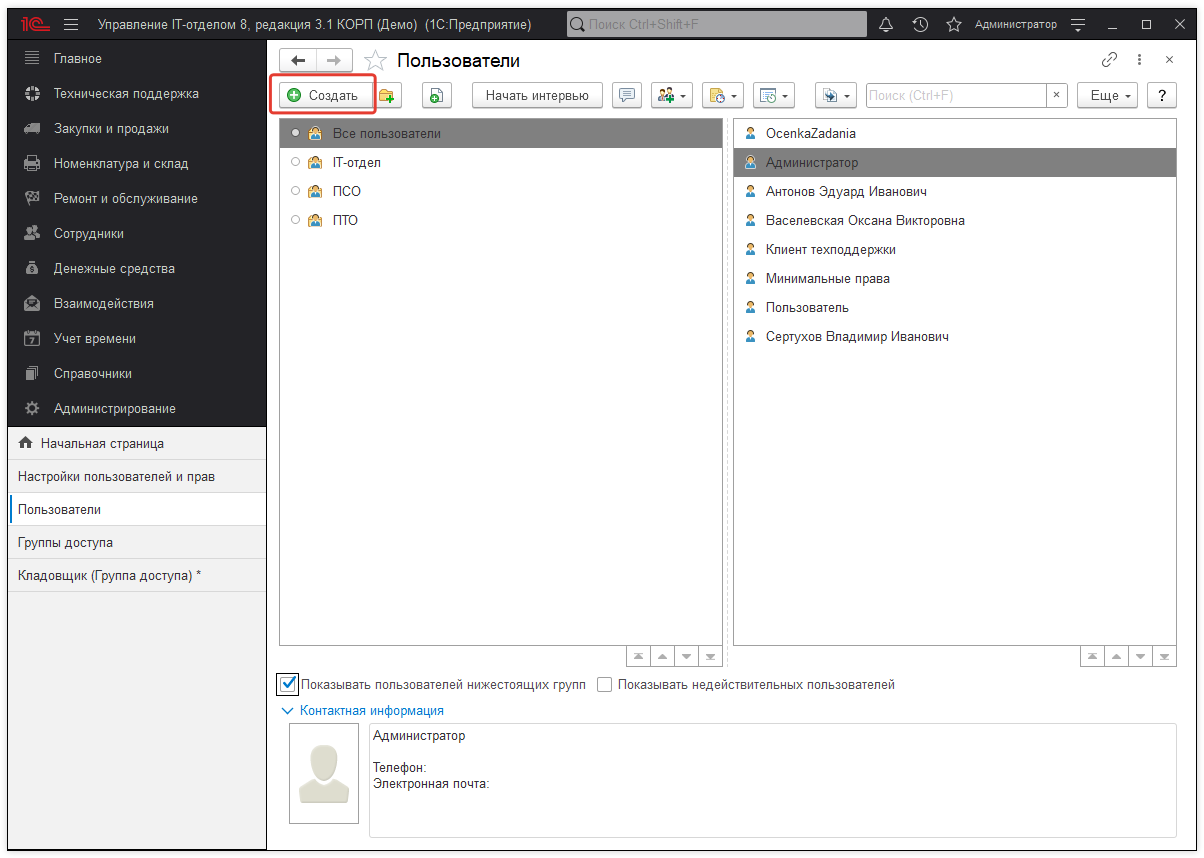 1С Управление IT-отделом 8, редакция 3.1 КОРП (Демо) (1С:Предприятие) Поиск Ctrl+Shift+F Администратор
Главное
Техническая поддержка
Закупки и продажи
Номенклатура и склад
Ремонт и обслуживание
Сотрудники
Денежные средства
Взаимодействия
Учет времени
Справочники
Администрирование
Начальная страница
Настройки пользователей и прав
Пользователи
Группы доступа
Кладовщик (Группа доступа) *
Пользователи
Создать Начать интервью Поиск (Ctrl+F) × Еще ?
Все пользователи
IT-отдел
ПСО
ПТО
OcenkaZadania
Администратор
Антонов Эдуард Иванович
Васелевская Оксана Викторовна
Клиент техподдержки
Минимальные права
Пользователь
Сертухов Владимир Иванович
Показывать пользователей нижестоящих групп Показывать недействительных пользователей
Контактная информация
Администратор
Телефон:
Электронная почта: